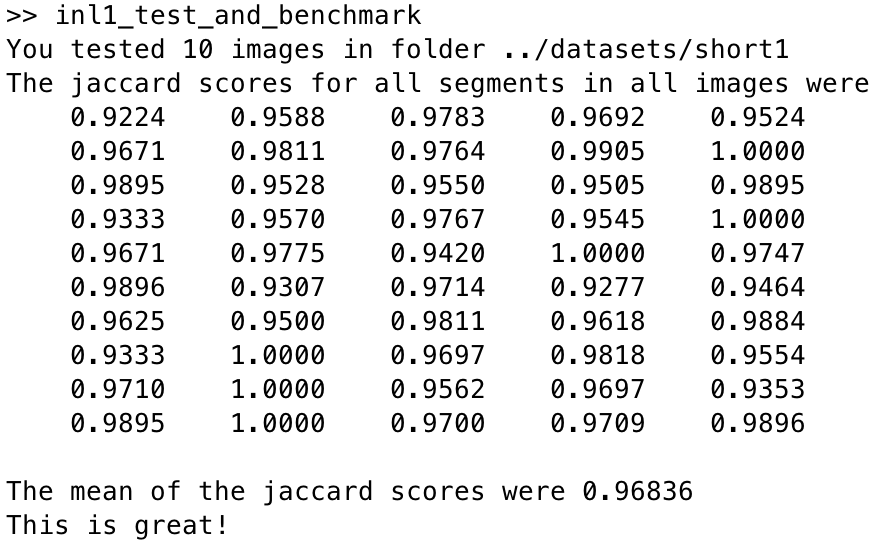 >> inl1_test_and_benchmark
You tested 10 images in folder ../datasets/short1
The jaccard scores for all segments in all images were
0.9224 0.9588 0.9783 0.9692 0.9524
0.9671 0.9811 0.9764 0.9905 1.0000
0.9895 0.9528 0.9550 0.9505 0.9895
0.9333 0.9570 0.9767 0.9545 1.0000
0.9671 0.9775 0.9420 1.0000 0.9747
0.9896 0.9307 0.9714 0.9277 0.9464
0.9625 0.9500 0.9811 0.9618 0.9884
0.9333 1.0000 0.9697 0.9818 0.9554
0.9710 1.0000 0.9562 0.9697 0.9353
0.9895 1.0000 0.9700 0.9709 0.9896
The mean of the jaccard scores were 0.96836
This is great!